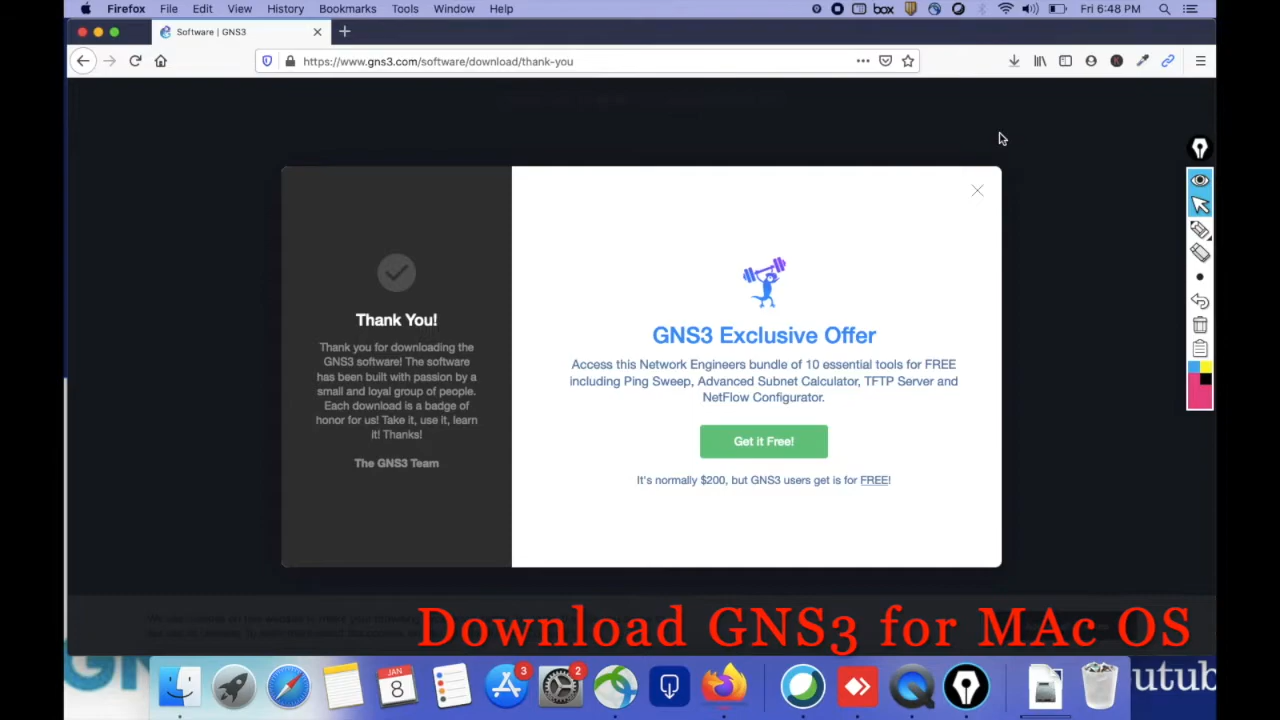 Firefox File Edit View History Bookmarks Tools Window Help box Fri 6:48 PM
Software | GNS3
https://www.gns3.com/software/download/thank-you
Thank You!
Thank you for downloading the
GNS3 software! The software
has been built with passion by a
small and loyal group of people.
Each download is a badge of
honor for us! Take it, use it, learn
it! Thanks!
The GNS3 Team
GNS3 Exclusive Offer
Access this Network Engineers bundle of 10 essential tools for FREE
including Ping Sweep, Advanced Subnet Calculator, TFTP Server and
NetFlow Configurator.
Get it Free!
It's normally $200, but GNS3 users get is for FREE!
Download GNS3 for MAc OS
JAN
8
3
2